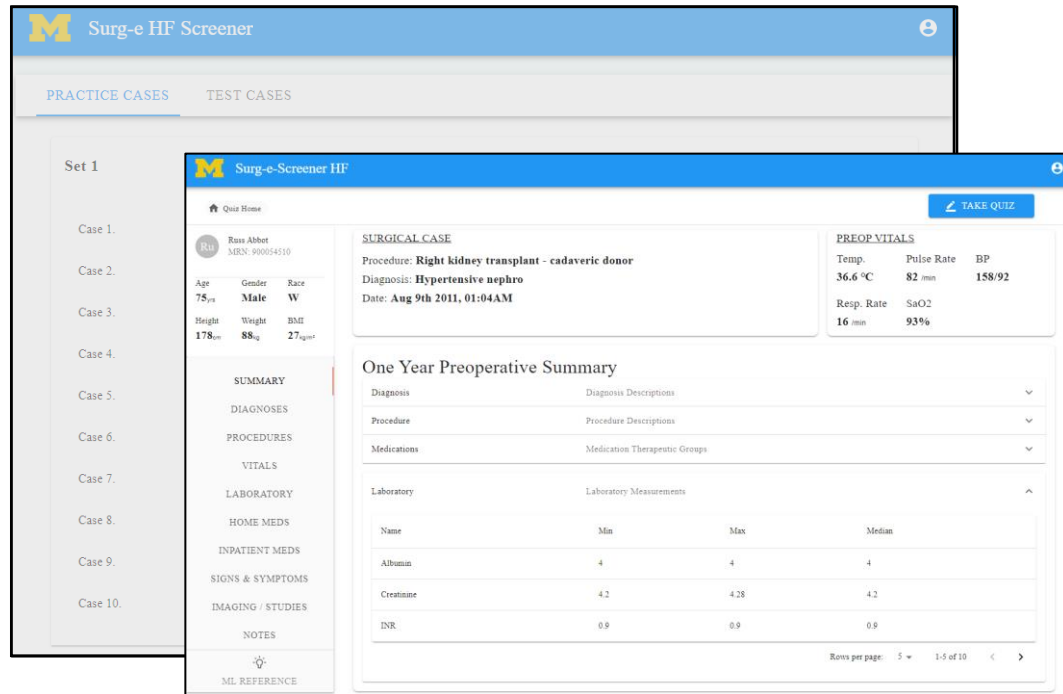 M Surg-e HF Screener
PRACTICE CASES TEST CASES
Set 1
Case 1.
Case 2.
Case 3.
Case 4.
Case 5.
Case 6.
Case 7.
Case 8.
Case 9.
Case 10.
M Surg-e-Screener HF
Quiz Home
TAKE QUIZ
Ru
Russ Abbot
MRN: 900054510
Age Gender Race
75yrs Male W
Height Weight BMI
178cm 88kg 27kg/m²
SUMMARY
DIAGNOSES
PROCEDURES
VITALS
LABORATORY
HOME MEDS
INPATIENT MEDS
SIGNS & SYMPTOMS
IMAGING / STUDIES
NOTES
ML REFERENCE
SURGICAL CASE
Procedure: Right kidney transplant - cadaveric donor
Diagnosis: Hypertensive nephro
Date: Aug 9th 2011, 01:04AM
PREOP VITALS
Temp. Pulse Rate BP
36.6 °C 82 /min 158/92
Resp. Rate SaO2
16 /min 93%
One Year Preoperative Summary
Diagnosis Diagnosis Descriptions
Procedure Procedure Descriptions
Medications Medication Therapeutic Groups
Laboratory Laboratory Measurements
Name Min Max Median
Albumin 4 4 4
Creatinine 4.2 4.28 4.2
INR 0.9 0.9 0.9
Rows per page: 5 1-5 of 10